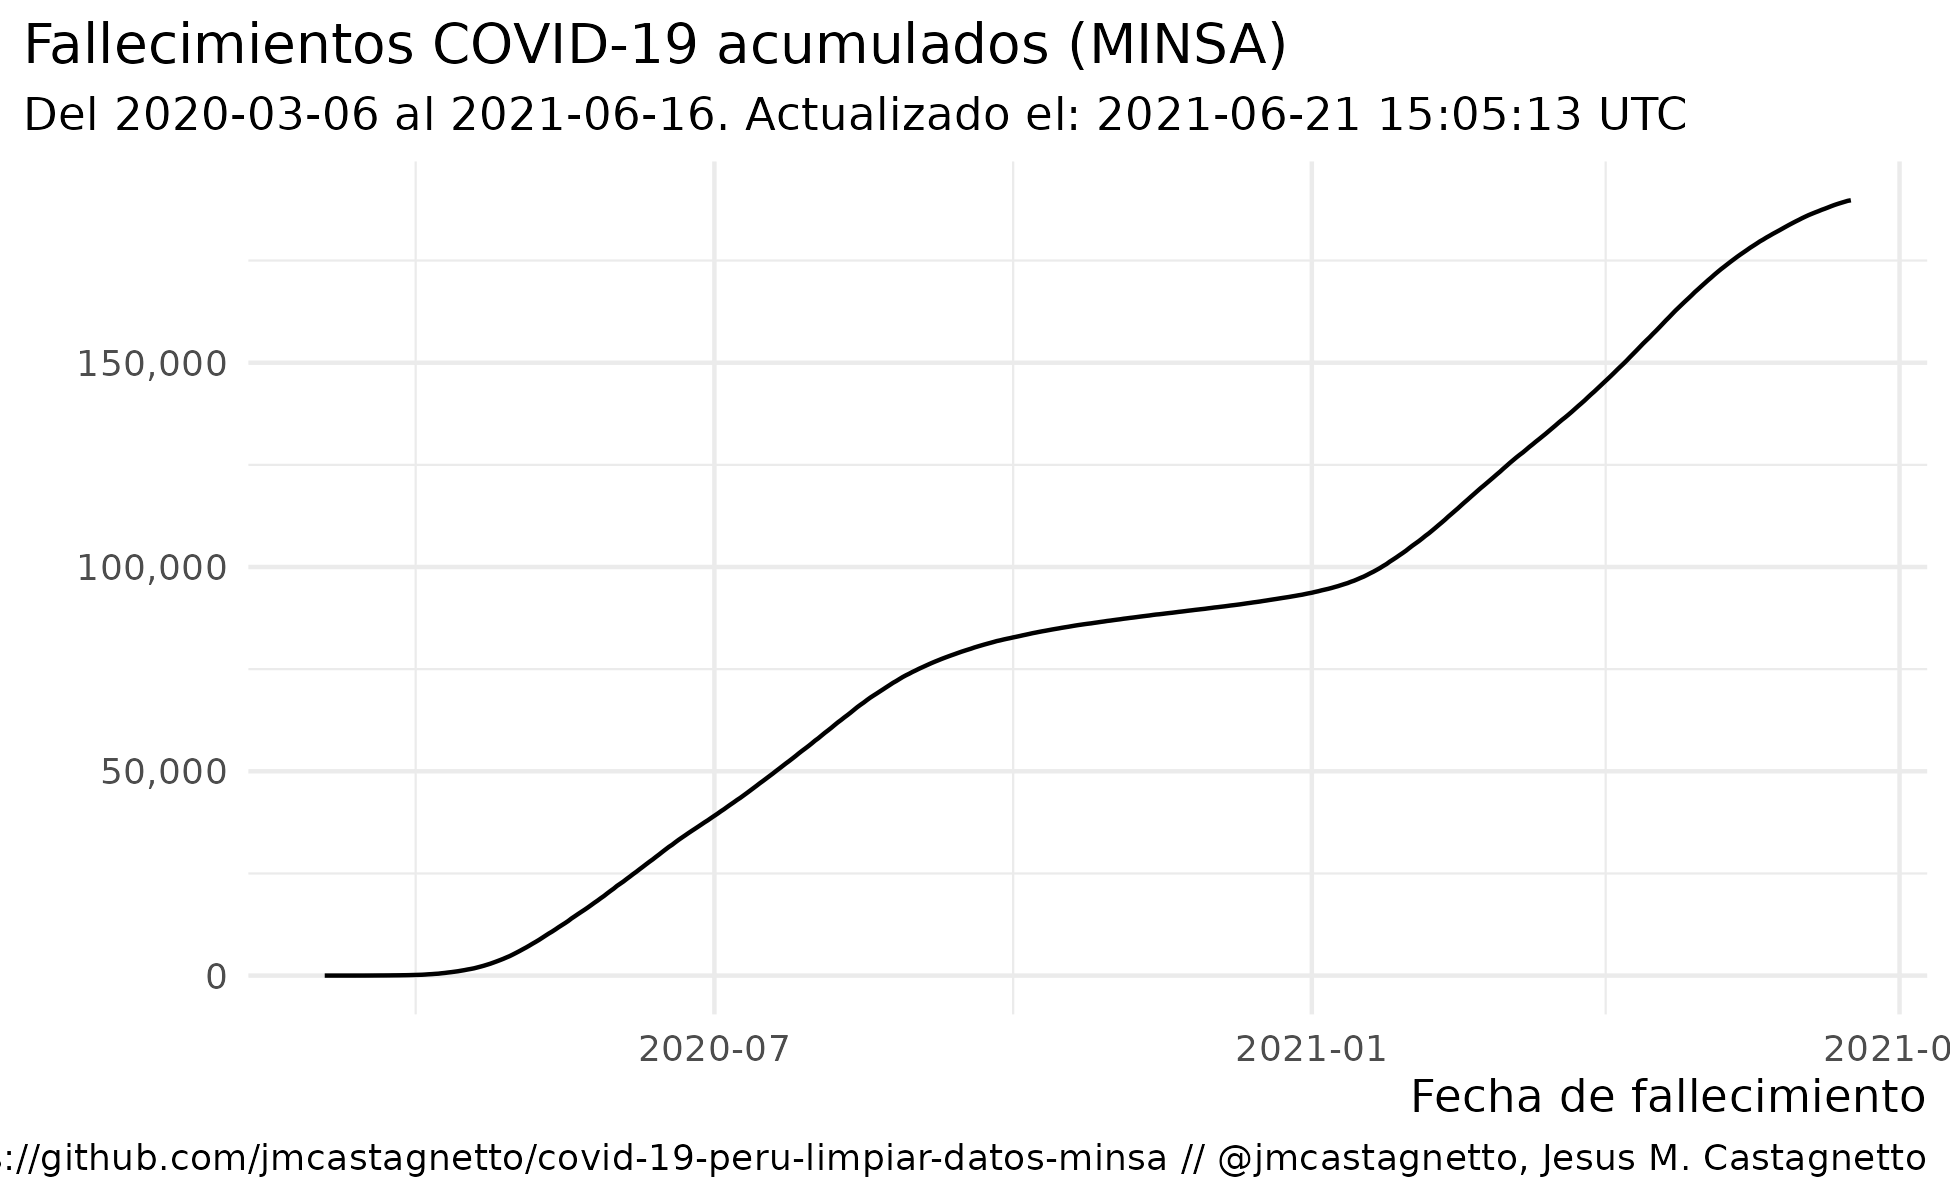 Fallecimientos COVID-19 acumulados (MINSA)
Del 2020-03-06 al 2021-06-16. Actualizado el: 2021-06-21 15:05:13 UTC
150,000
100,000
50,000
0
2020-07
2021-01
2021-0
Fecha de fallecimiento
://github.com/jmcastagnetto/covid-19-peru-limpiar-datos-minsa // @jmcastagnetto, Jesus M. Castagnetto